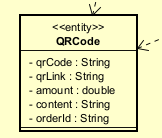 <<entity>>
QRCode
- qrCode : String
- qrLink : String
- amount : double
- content : String
- orderId : String